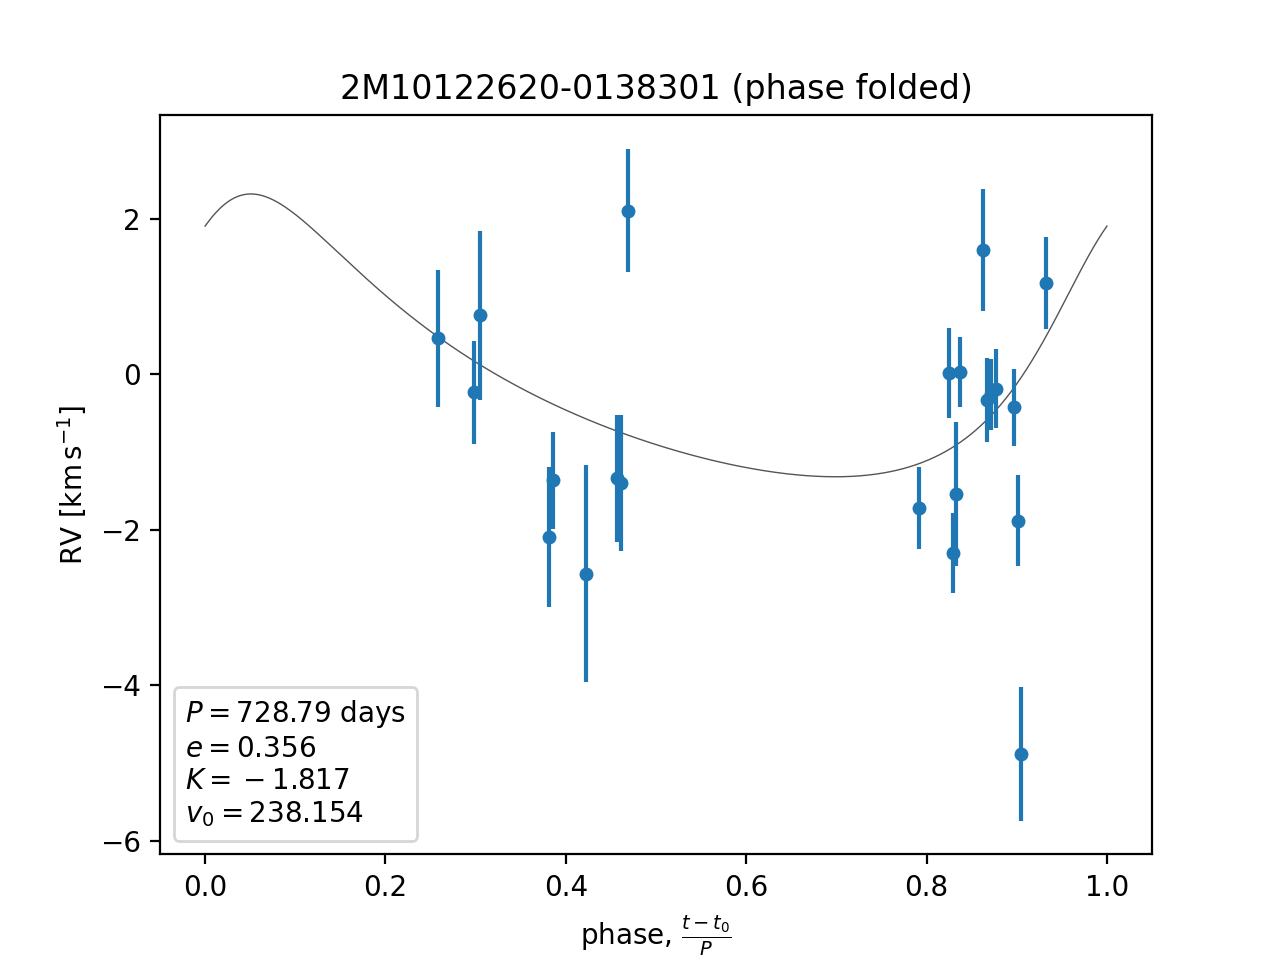 2M10122620-0138301 (phase folded)
RV [km s⁻¹]
2
0
−2
−4
−6
P = 728.79 days
e = 0.356
K = −1.817
v₀ = 238.154
0.0 0.2 0.4 0.6 0.8 1.0
phase, (t − t₀)/P